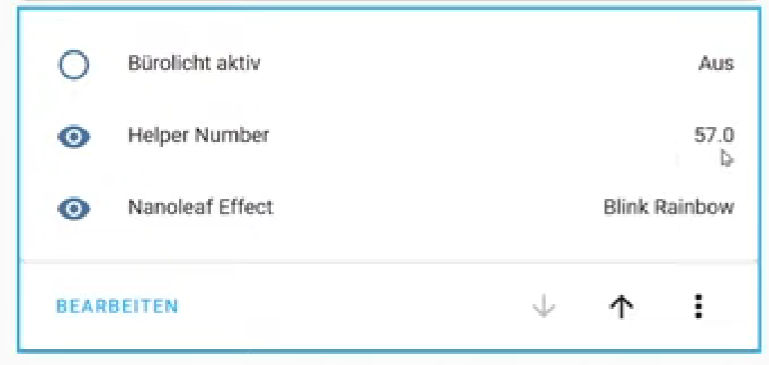 Bürolicht aktiv Aus
Helper Number 57.0
Nanoleaf Effect Blink Rainbow
BEARBEITEN